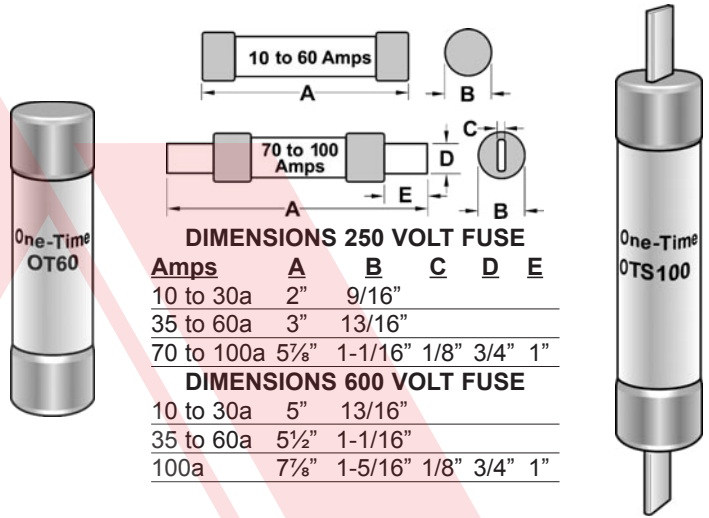 10 to 60 Amps
A
B
C
70 to 100
Amps
D
E
A
B
One-Time
OT60
One-Time
OTS100
DIMENSIONS 250 VOLT FUSE
Amps A B C D E
10 to 30a 2” 9/16”
35 to 60a 3” 13/16”
70 to 100a 5⅞” 1-1/16” 1/8” 3/4” 1”
DIMENSIONS 600 VOLT FUSE
10 to 30a 5” 13/16”
35 to 60a 5½” 1-1/16”
100a 7⅞” 1-5/16” 1/8” 3/4” 1”